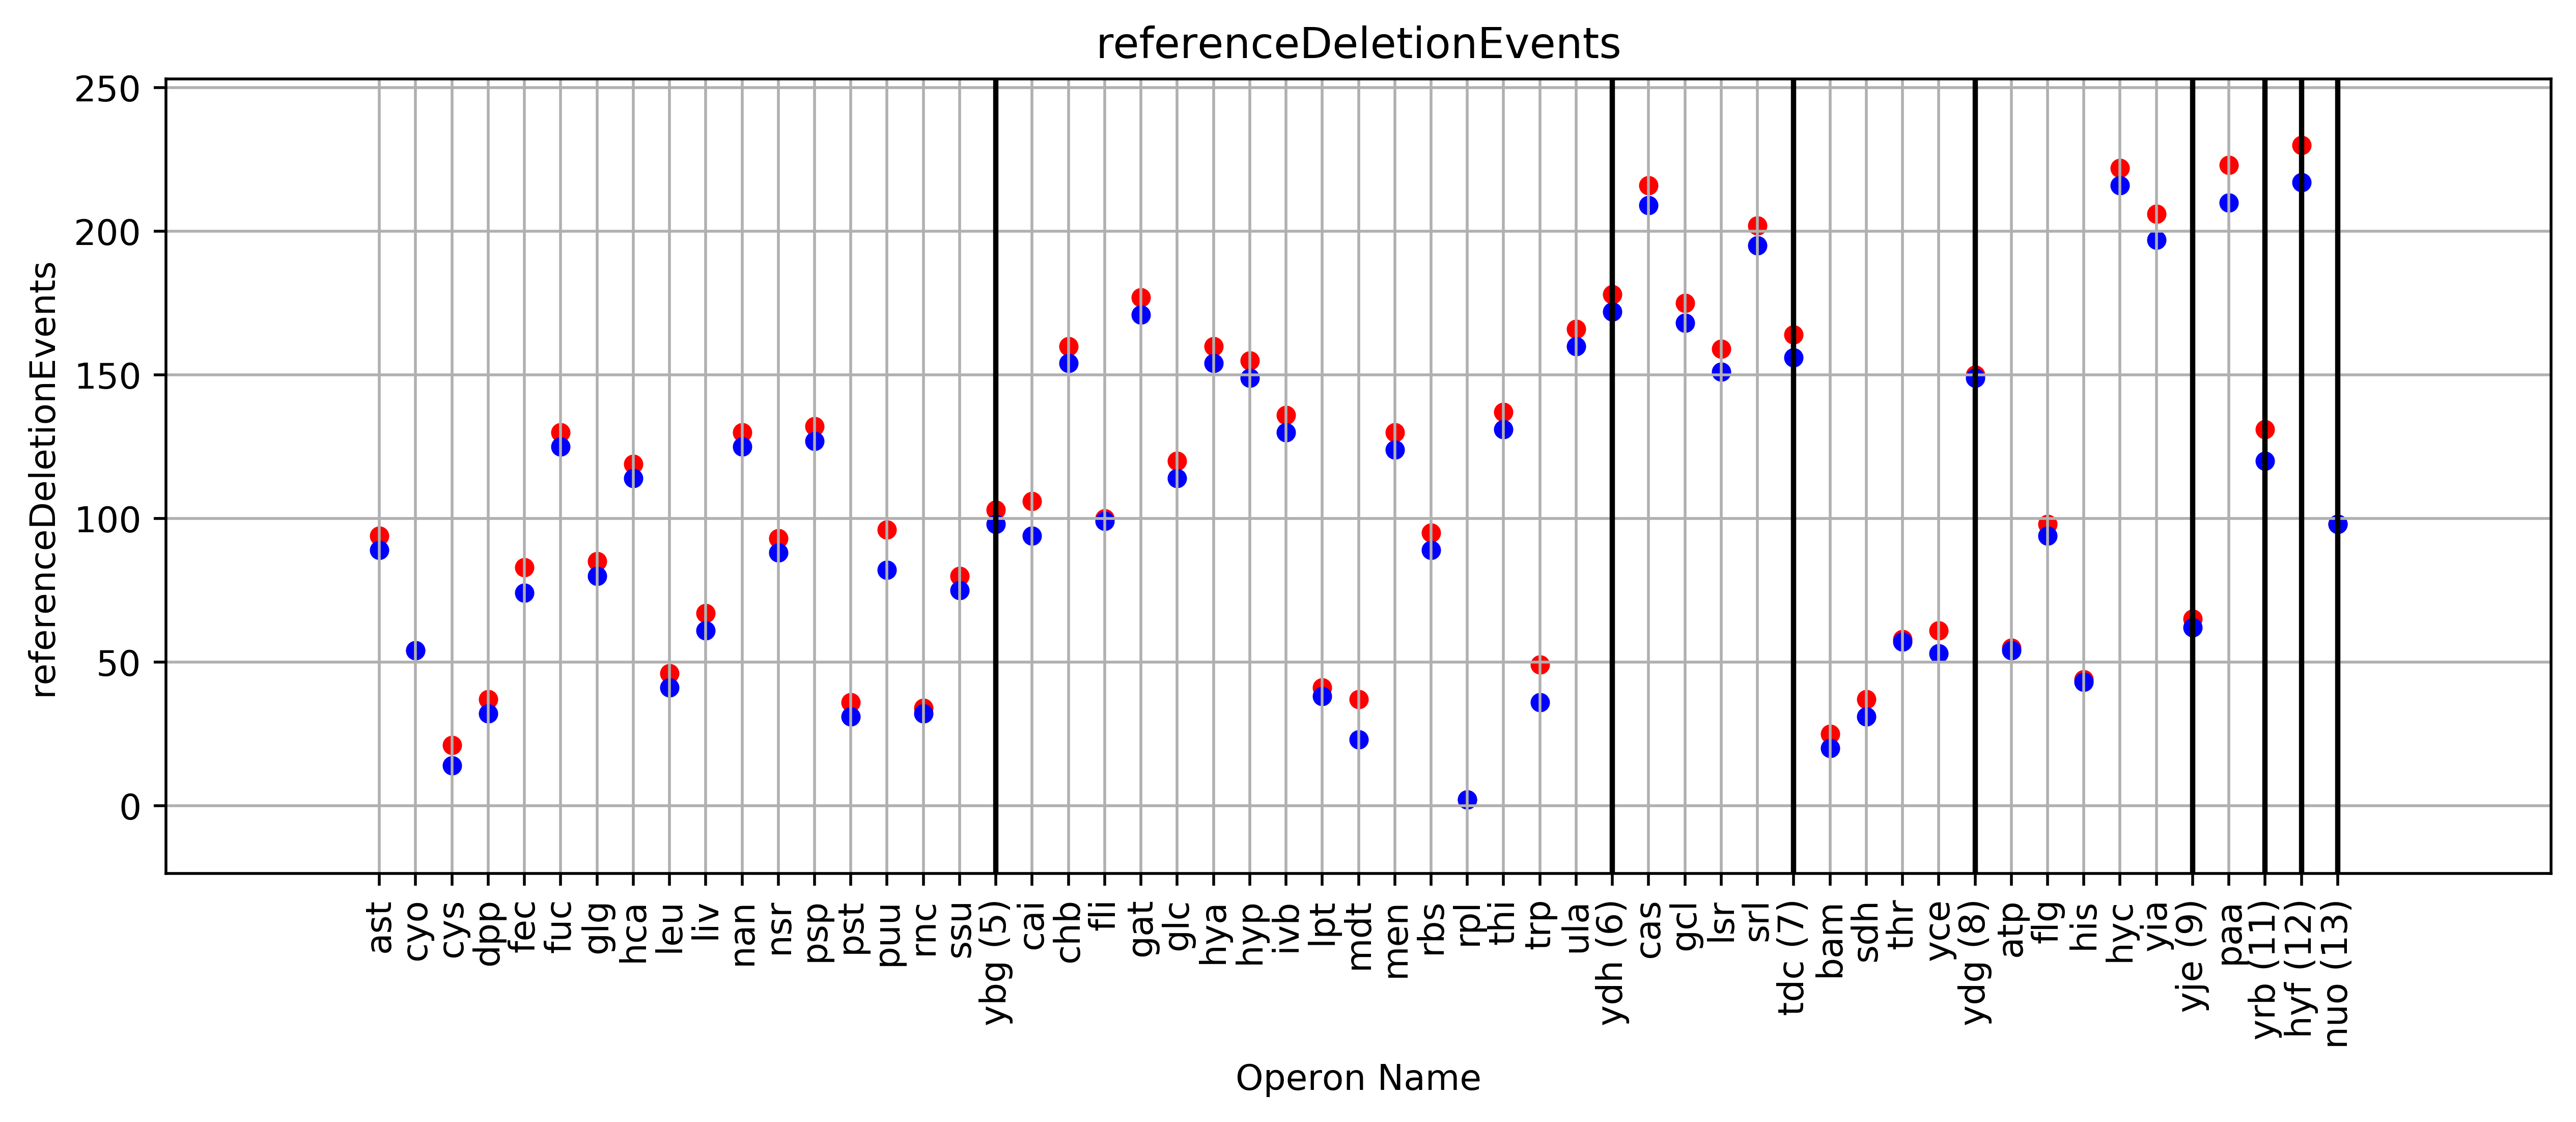 referenceDeletionEvents
referenceDeletionEvents
250
200
150
100
50
0
ast
cyo
cys
dpp
fec
fuc
glg
hca
leu
liv
nan
nsr
psp
pst
puu
rnc
ssu
ybg (5)
cai
chb
fli
gat
glc
hya
hyp
ivb
lpt
mdt
men
rbs
rpl
thi
trp
ula
ydh (6)
cas
gcl
lsr
srl
tdc (7)
bam
sdh
thr
yce
ydg (8)
atp
flg
his
hyc
yia
yje (9)
paa
yrb (11)
hyf (12)
nuo (13)
Operon Name